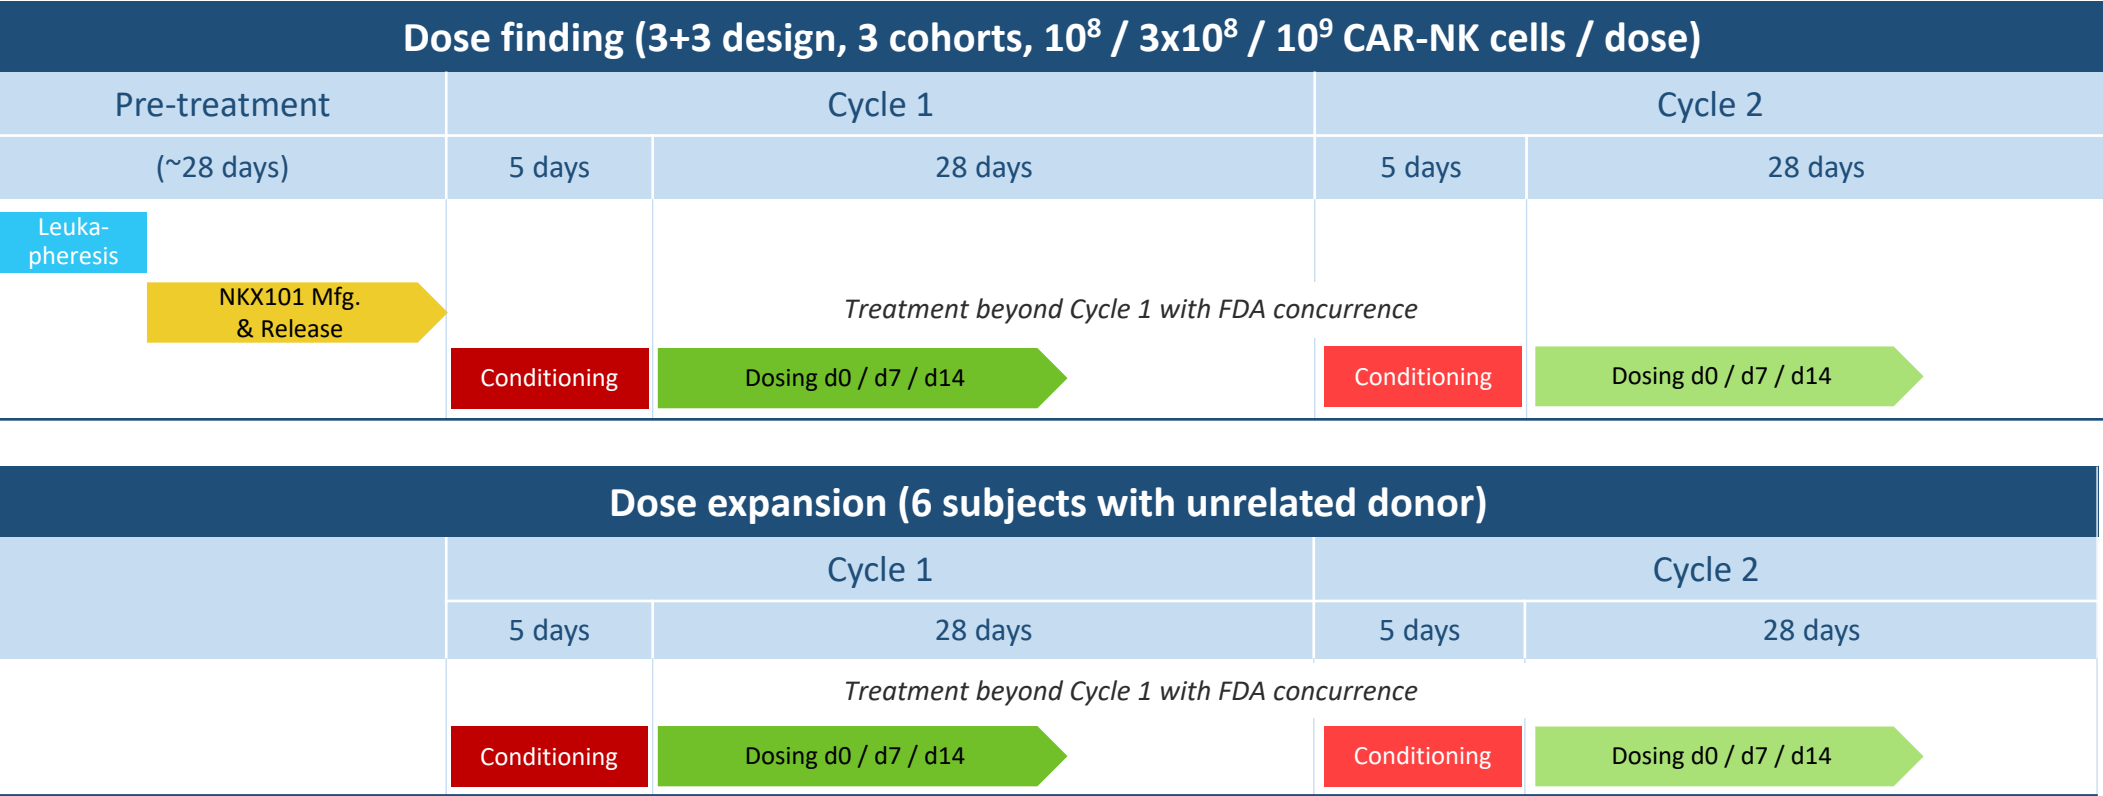 Dose finding (3+3 design, 3 cohorts, 10⁸ / 3x10⁸ / 10⁹ CAR-NK cells / dose)
Pre-treatment Cycle 1 Cycle 2
(~28 days) 5 days 28 days 5 days 28 days
Leuka-
pheresis
NKX101 Mfg.
& Release
Treatment beyond Cycle 1 with FDA concurrence
Conditioning Dosing d0 / d7 / d14 Conditioning Dosing d0 / d7 / d14
Dose expansion (6 subjects with unrelated donor)
Cycle 1 Cycle 2
5 days 28 days 5 days 28 days
Treatment beyond Cycle 1 with FDA concurrence
Conditioning Dosing d0 / d7 / d14 Conditioning Dosing d0 / d7 / d14